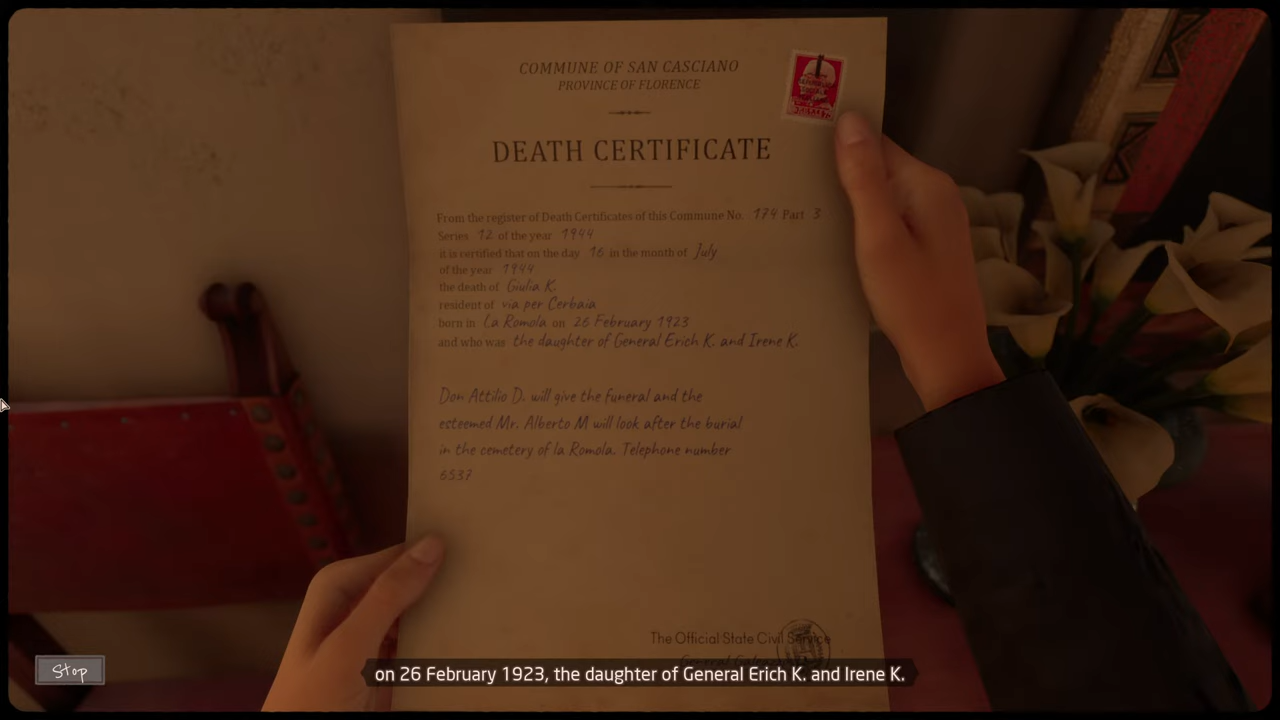 COMMUNE OF SAN CASCIANO
PROVINCE OF FLORENCE
DEATH CERTIFICATE
From the register of Death Certificates of this Commune No. 174 Part 3
Series 12 of the year 1944
it is certified that on the day 16 in the month of July
of the year 1944
the death of Giulia K.
resident of via per Cerbaia
born in La Romola on 26 February 1923
and who was the daughter of General Erich K. and Irene K.
Don Attilio D. will give the funeral and the
esteemed Mr. Alberto M will look after the burial
in the cemetery of la Romola. Telephone number
6537
The Official State Civil Service
Stop
on 26 February 1923, the daughter of General Erich K. and Irene K.